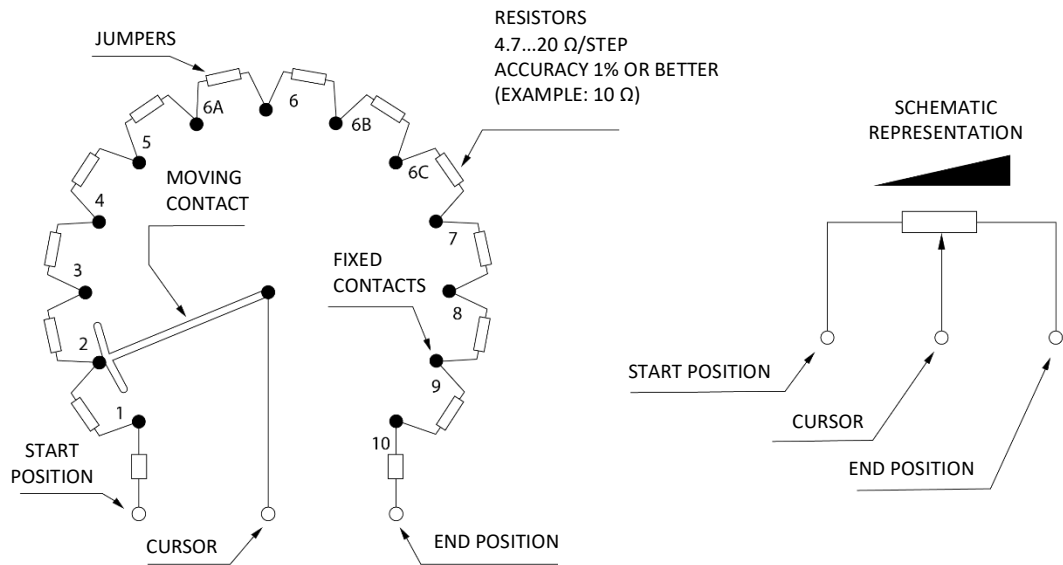 RESISTORS
4.7...20 Ω/STEP
ACCURACY 1% OR BETTER
(EXAMPLE: 10 Ω)
JUMPERS
SCHEMATIC
REPRESENTATION
6A
6
6B
5
6C
MOVING
CONTACT
4
7
FIXED
CONTACTS
3
8
2
9
1
10
START
POSITION
CURSOR
END POSITION
START POSITION
CURSOR
END POSITION